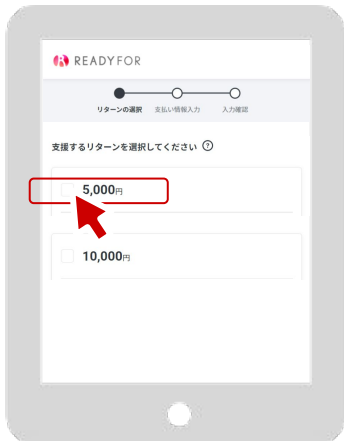 READYFOR
リターンの選択 支払い情報入力 入力確認
支援するリターンを選択してください ?
5,000円
10,000円